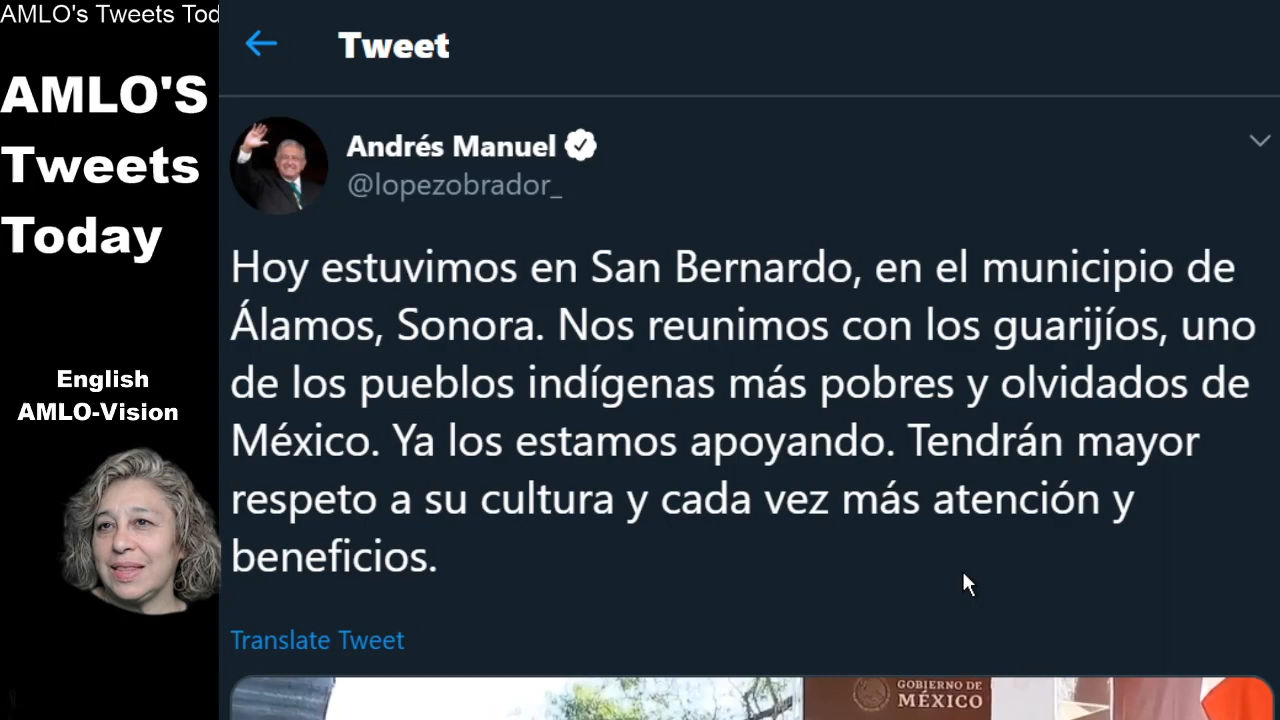 AMLO's Tweets Tod
AMLO'S
Tweets
Today
English
AMLO-Vision
Tweet
Andrés Manuel
@lopezobrador_
Hoy estuvimos en San Bernardo, en el municipio de
Álamos, Sonora. Nos reunimos con los guarijíos, uno
de los pueblos indígenas más pobres y olvidados de
México. Ya los estamos apoyando. Tendrán mayor
respeto a su cultura y cada vez más atención y
beneficios.
Translate Tweet
GOBIERNO DE
MÉXICO